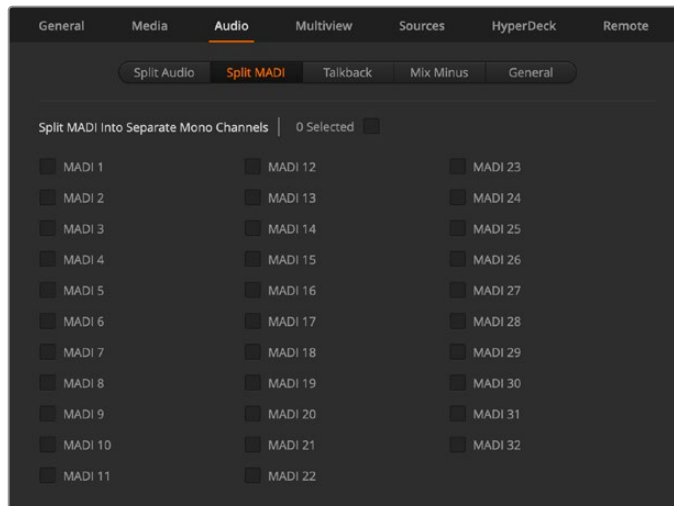 General Media Audio Multiview Sources HyperDeck Remote
Split Audio Split MADI Talkback Mix Minus General
Split MADI Into Separate Mono Channels 0 Selected
MADI 1 MADI 12 MADI 23
MADI 2 MADI 13 MADI 24
MADI 3 MADI 14 MADI 25
MADI 4 MADI 15 MADI 26
MADI 5 MADI 16 MADI 27
MADI 6 MADI 17 MADI 28
MADI 7 MADI 18 MADI 29
MADI 8 MADI 19 MADI 30
MADI 9 MADI 20 MADI 31
MADI 10 MADI 21 MADI 32
MADI 11 MADI 22